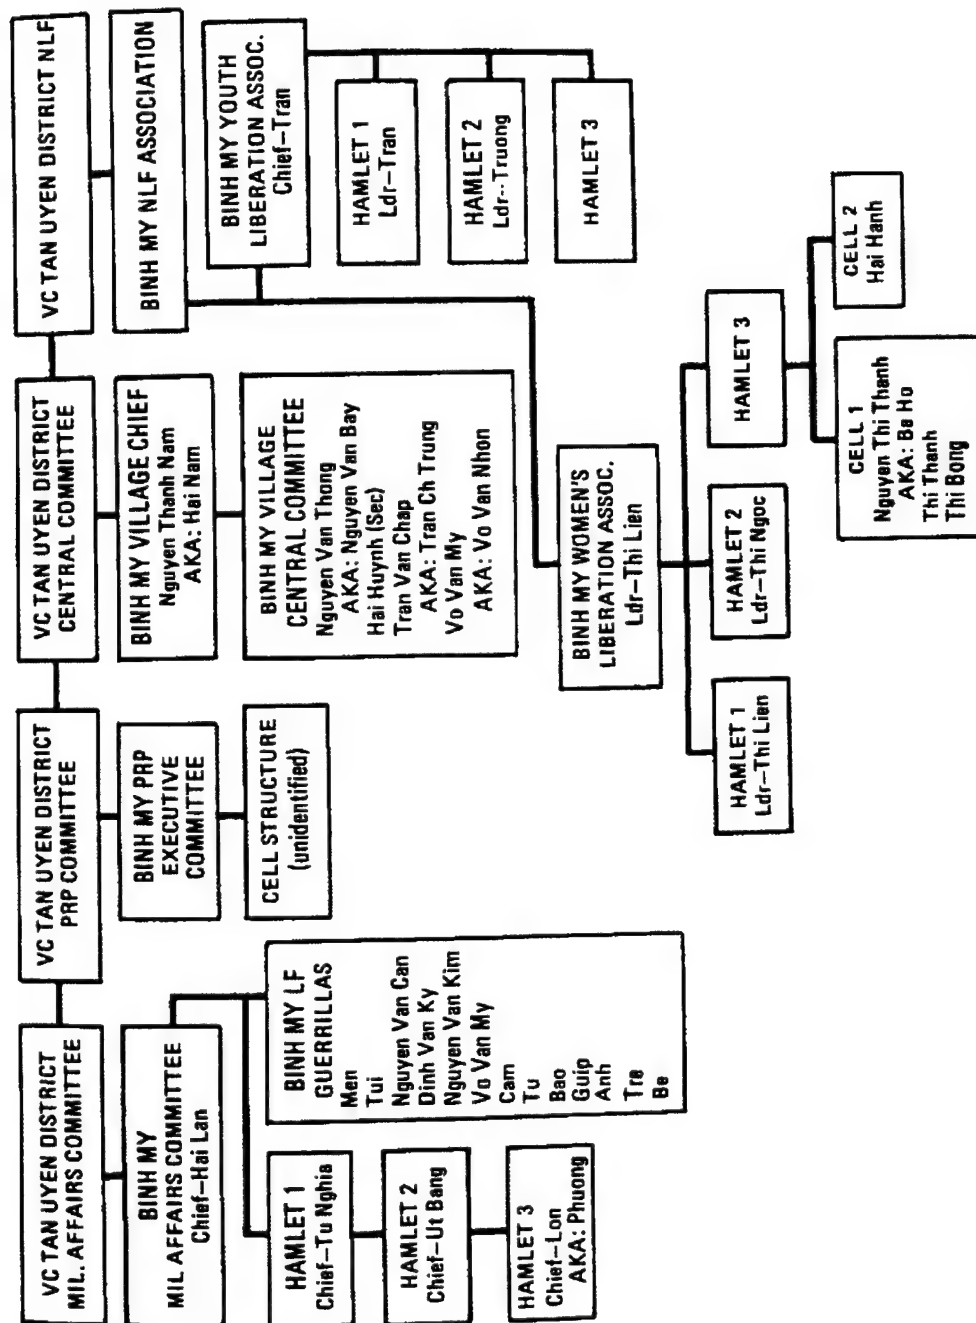 VC TAN UYEN DISTRICT
MIL. AFFAIRS COMMITTEE
VC TAN UYEN DISTRICT
PRP COMMITTEE
VC TAN UYEN DISTRICT
CENTRAL COMMITTEE
VC TAN UYEN DISTRICT NLF
BINH MY
MIL AFFAIRS COMMITTEE
Chief–Hai Lan
BINH MY PRP
EXECUTIVE
COMMITTEE
BINH MY VILLAGE CHIEF
Nguyen Thanh Nam
AKA: Hai Nam
BINH MY NLF ASSOCIATION
HAMLET 1
Chief–Tu Nghia
HAMLET 2
Chief–Ut Bang
HAMLET 3
Chief–Lon
AKA: Phuong
BINH MY LF
GUERRILLAS
Men
Tui
Nguyen Van Can
Dinh Van Ky
Nguyen Van Kim
Vo Van My
Cam
Tu
Bao
Guip
Anh
Tre
Be
CELL STRUCTURE
(unidentified)
BINH MY VILLAGE
CENTRAL COMMITTEE
Nguyen Van Thong
AKA: Nguyen Van Bay
Hai Huynh (Sec)
Tran Van Chap
AKA: Tran Ch Trung
Vo Van My
AKA: Vo Van Nhon
BINH MY YOUTH
LIBERATION ASSOC.
Chief–Tran
HAMLET 1
Ldr–Tran
HAMLET 2
Ldr--Truong
HAMLET 3
BINH MY WOMEN'S
LIBERATION ASSOC.
Ldr–Thi Lien
HAMLET 1
Ldr–Thi Lien
HAMLET 2
Ldr–Thi Ngoc
HAMLET 3
CELL 1
Nguyen Thi Thanh
AKA: Be Ho
Thi Thanh
Thi Bong
CELL 2
Hai Hanh